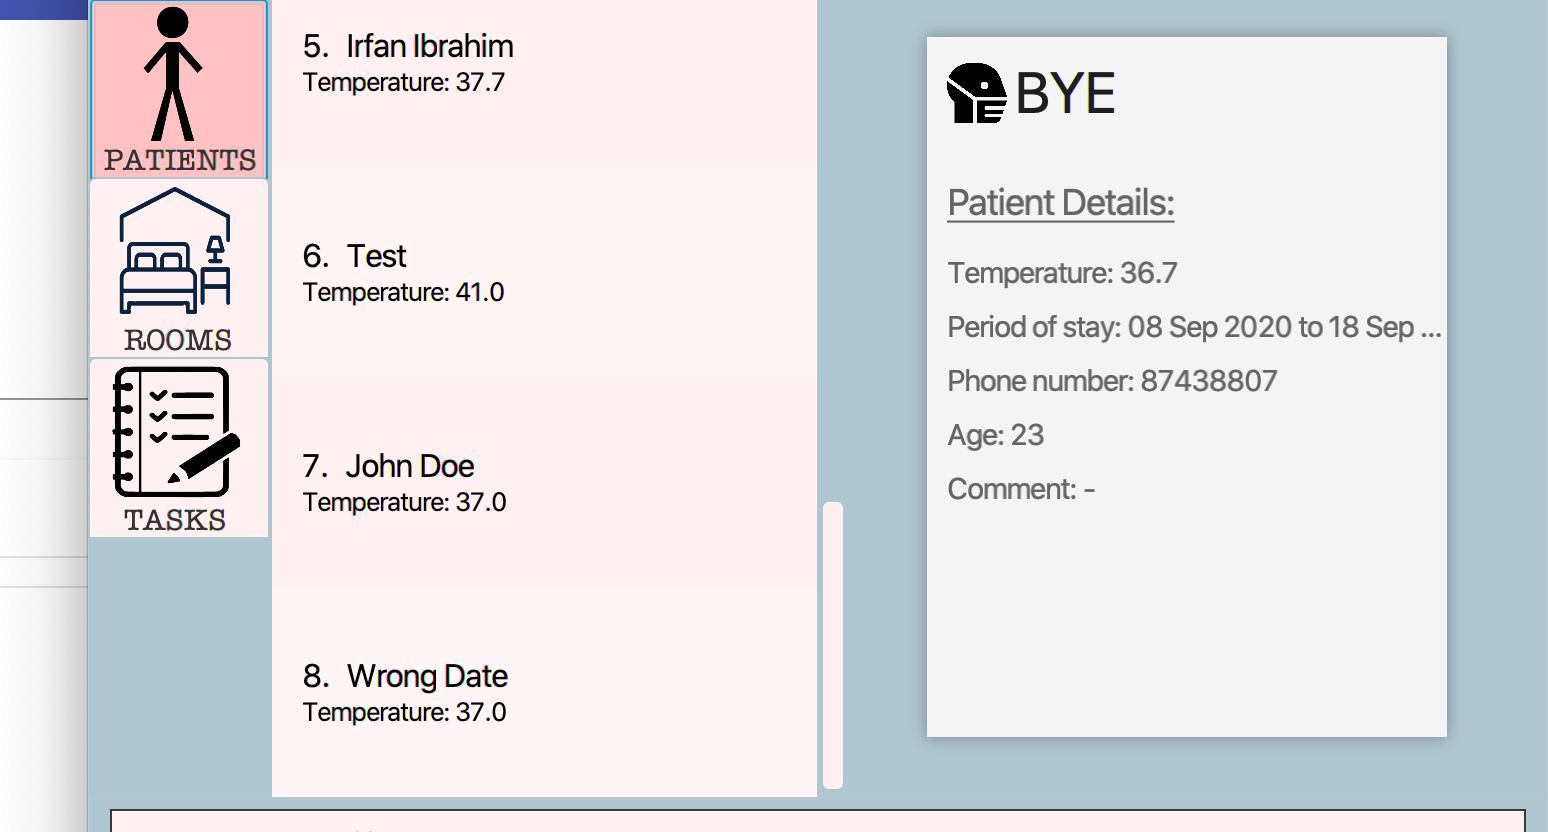 PATIENTS
ROOMS
TASKS
5. Irfan Ibrahim
Temperature: 37.7
6. Test
Temperature: 41.0
7. John Doe
Temperature: 37.0
8. Wrong Date
Temperature: 37.0
BYE
Patient Details:
Temperature: 36.7
Period of stay: 08 Sep 2020 to 18 Sep ...
Phone number: 87438807
Age: 23
Comment: -